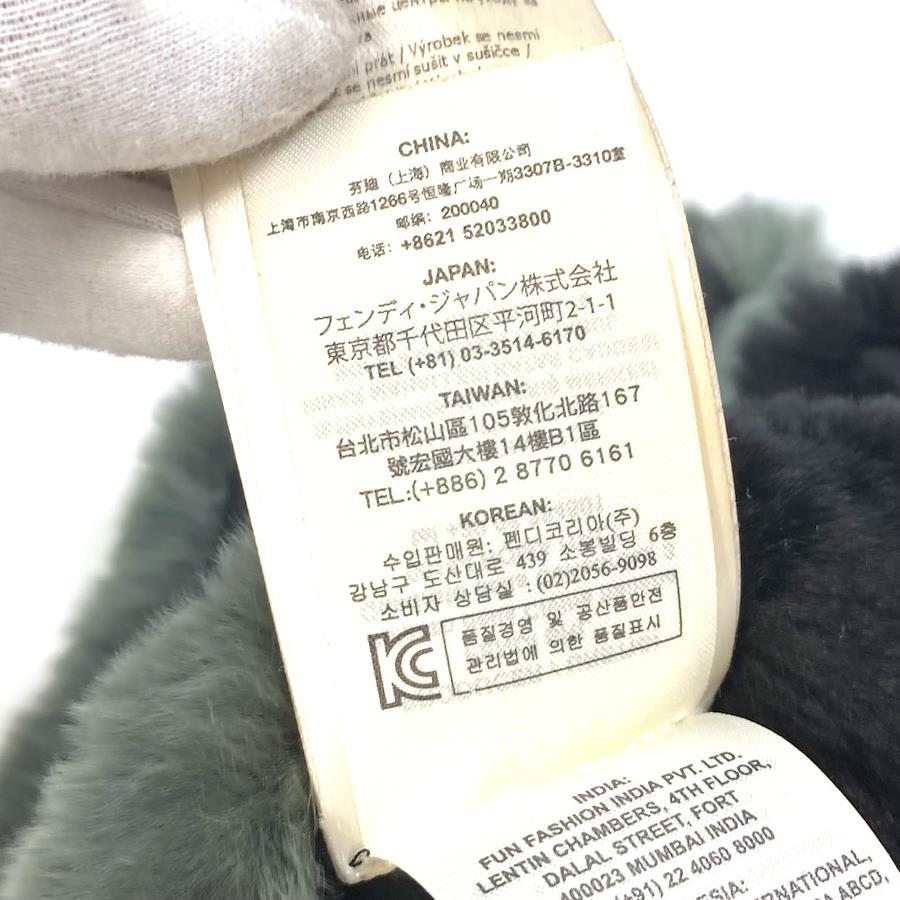 Výrobek se nesmí
prát /
se nesmí sušit v sušičce /
CHINA:
芬迪（上海）商业有限公司
上海市南京西路1266号恒隆广场一期3307B-3310室
邮编: 200040
电话: +8621 52033800
JAPAN:
フェンディ・ジャパン株式会社
東京都千代田区平河町2-1-1
TEL (+81) 03-3514-6170
TAIWAN:
台北市松山區105敦化北路167
號宏國大樓14樓B1區
TEL.:(+886) 2 8770 6161
KOREAN:
수입판매원: 펜디코리아(주)
강남구 도산대로 439 소봉빌딩 6층
소비자 상담실 : (02)2056-9098
품질경영 및 공산품안전
관리법에 의한 품질표시
INDIA:
FUN FASHION INDIA PVT. LTD.
LENTIN CHAMBERS, 4TH FLOOR,
DALAL STREET, FORT
400023 MUMBAI INDIA
(+91) 22 4060 8000